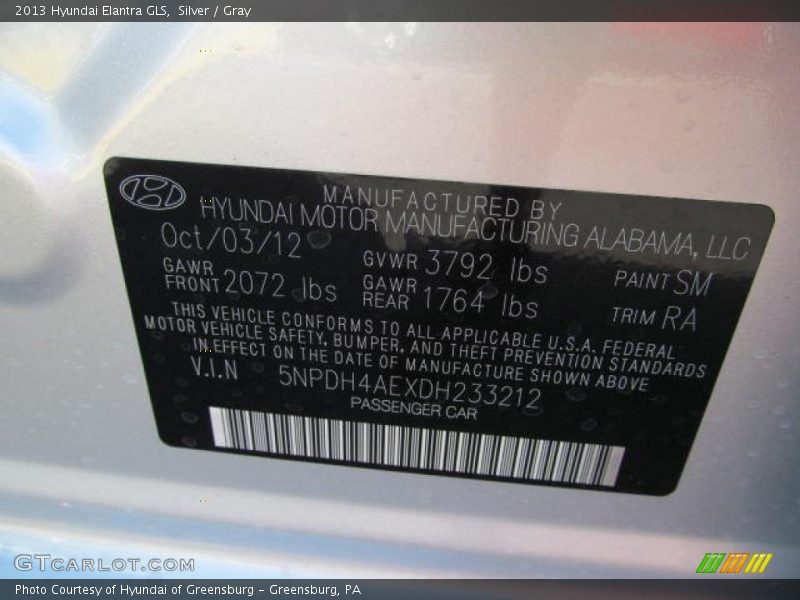 2013 Hyundai Elantra GLS, Silver / Gray
MANUFACTURED BY
HYUNDAI MOTOR MANUFACTURING ALABAMA, LLC
Oct/03/12 GVWR 3792 lbs PAINT SM
GAWR FRONT 2072 lbs GAWR REAR 1764 lbs TRIM RA
THIS VEHICLE CONFORMS TO ALL APPLICABLE U.S.A. FEDERAL
MOTOR VEHICLE SAFETY, BUMPER, AND THEFT PREVENTION STANDARDS
IN EFFECT ON THE DATE OF MANUFACTURE SHOWN ABOVE
V.I.N 5NPDH4AEXDH233212
PASSENGER CAR
GTCARLOT.COM
Photo Courtesy of Hyundai of Greensburg - Greensburg, PA